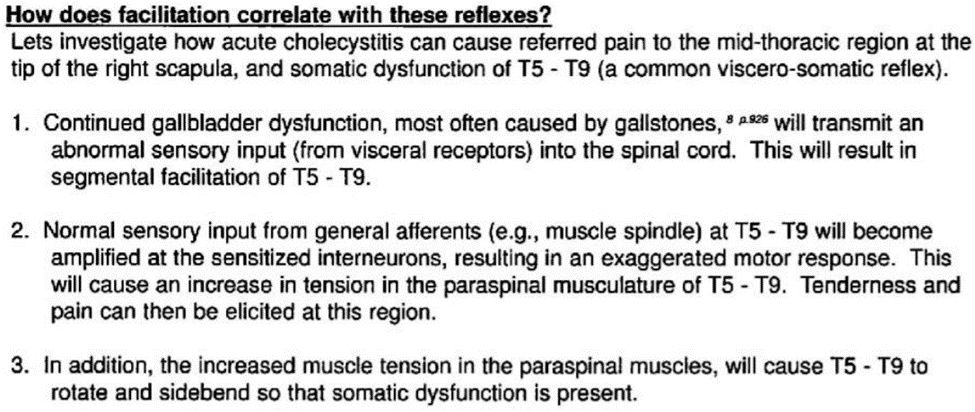 How does facilitation correlate with these reflexes?
Lets investigate how acute cholecystitis can cause referred pain to the mid-thoracic region at the
tip of the right scapula, and somatic dysfunction of T5 - T9 (a common viscero-somatic reflex).
1. Continued gallbladder dysfunction, most often caused by gallstones, 8 p.926 will transmit an
abnormal sensory input (from visceral receptors) into the spinal cord. This will result in
segmental facilitation of T5 - T9.
2. Normal sensory input from general afferents (e.g., muscle spindle) at T5 - T9 will become
amplified at the sensitized interneurons, resulting in an exaggerated motor response. This
will cause an increase in tension in the paraspinal musculature of T5 - T9. Tenderness and
pain can then be elicited at this region.
3. In addition, the increased muscle tension in the paraspinal muscles, will cause T5 - T9 to
rotate and sidebend so that somatic dysfunction is present.